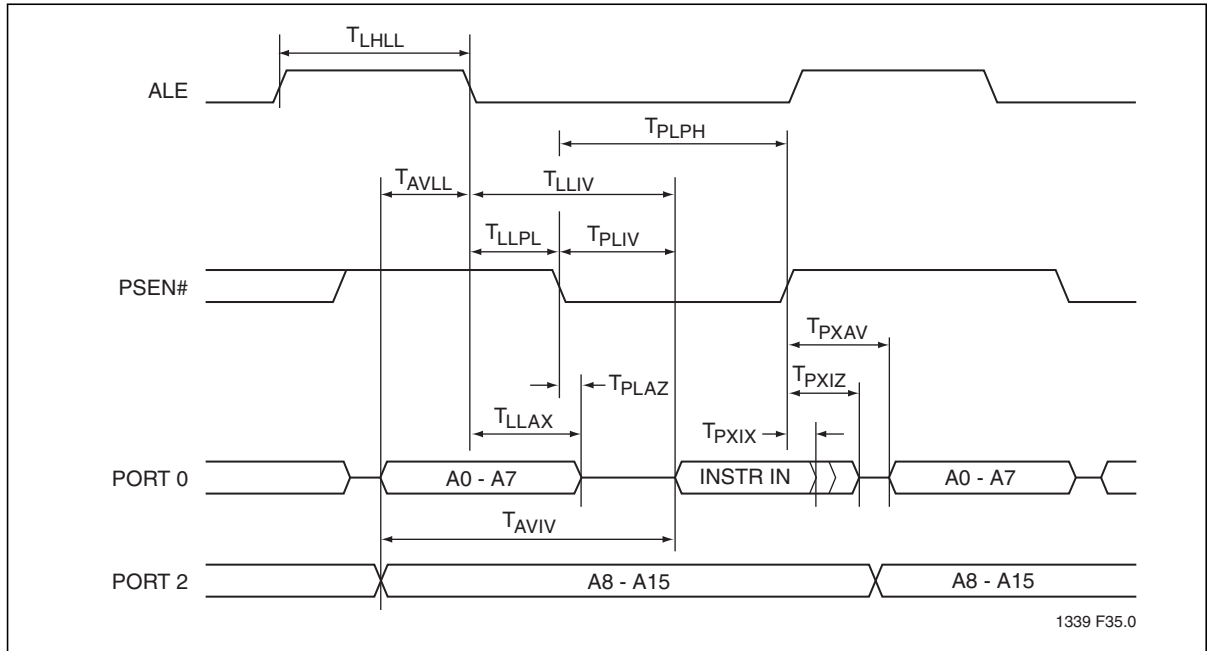 TLHLL
ALE
TPLPH
TAVLL
TLLIV
TLLPL
TPLIV
PSEN#
TPXAV
TPLAZ
TPXIZ
TLLAX
TPXIX
PORT 0
A0 - A7
INSTR IN
A0 - A7
TAVIV
PORT 2
A8 - A15
A8 - A15
1339 F35.0